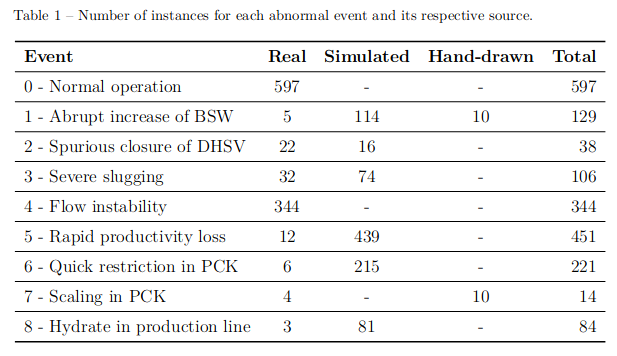 Table 1 – Number of instances for each abnormal event and its respective source.
Event Real Simulated Hand-drawn Total
0 - Normal operation 597 - - 597
1 - Abrupt increase of BSW 5 114 10 129
2 - Spurious closure of DHSV 22 16 - 38
3 - Severe slugging 32 74 - 106
4 - Flow instability 344 - - 344
5 - Rapid productivity loss 12 439 - 451
6 - Quick restriction in PCK 6 215 - 221
7 - Scaling in PCK 4 - 10 14
8 - Hydrate in production line 3 81 - 84